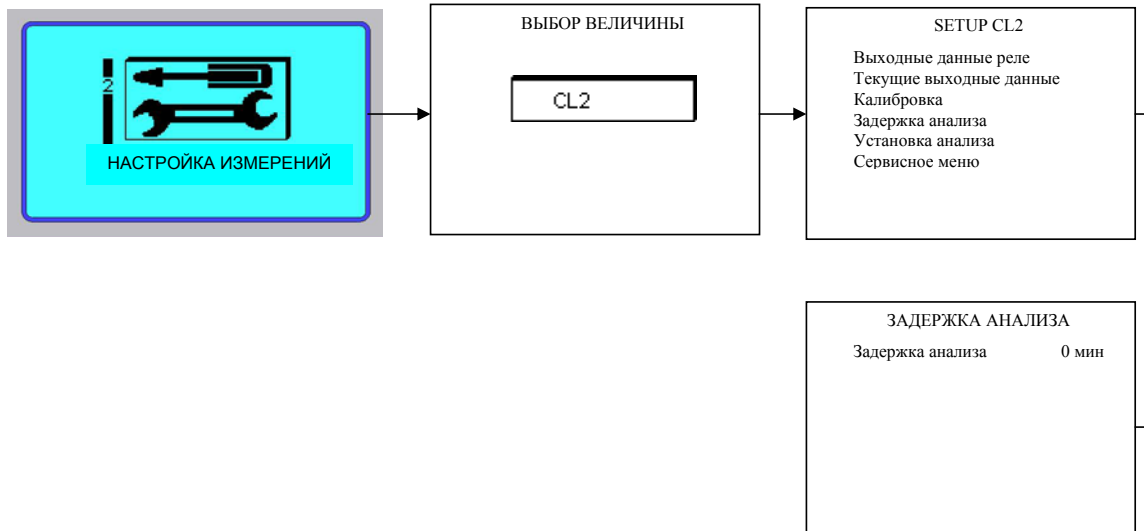 2
НАСТРОЙКА ИЗМЕРЕНИЙ
ВЫБОР ВЕЛИЧИНЫ
CL2
SETUP CL2
Выходные данные реле
Текущие выходные данные
Калибровка
Задержка анализа
Установка анализа
Сервисное меню
ЗАДЕРЖКА АНАЛИЗА
Задержка анализа 0 мин